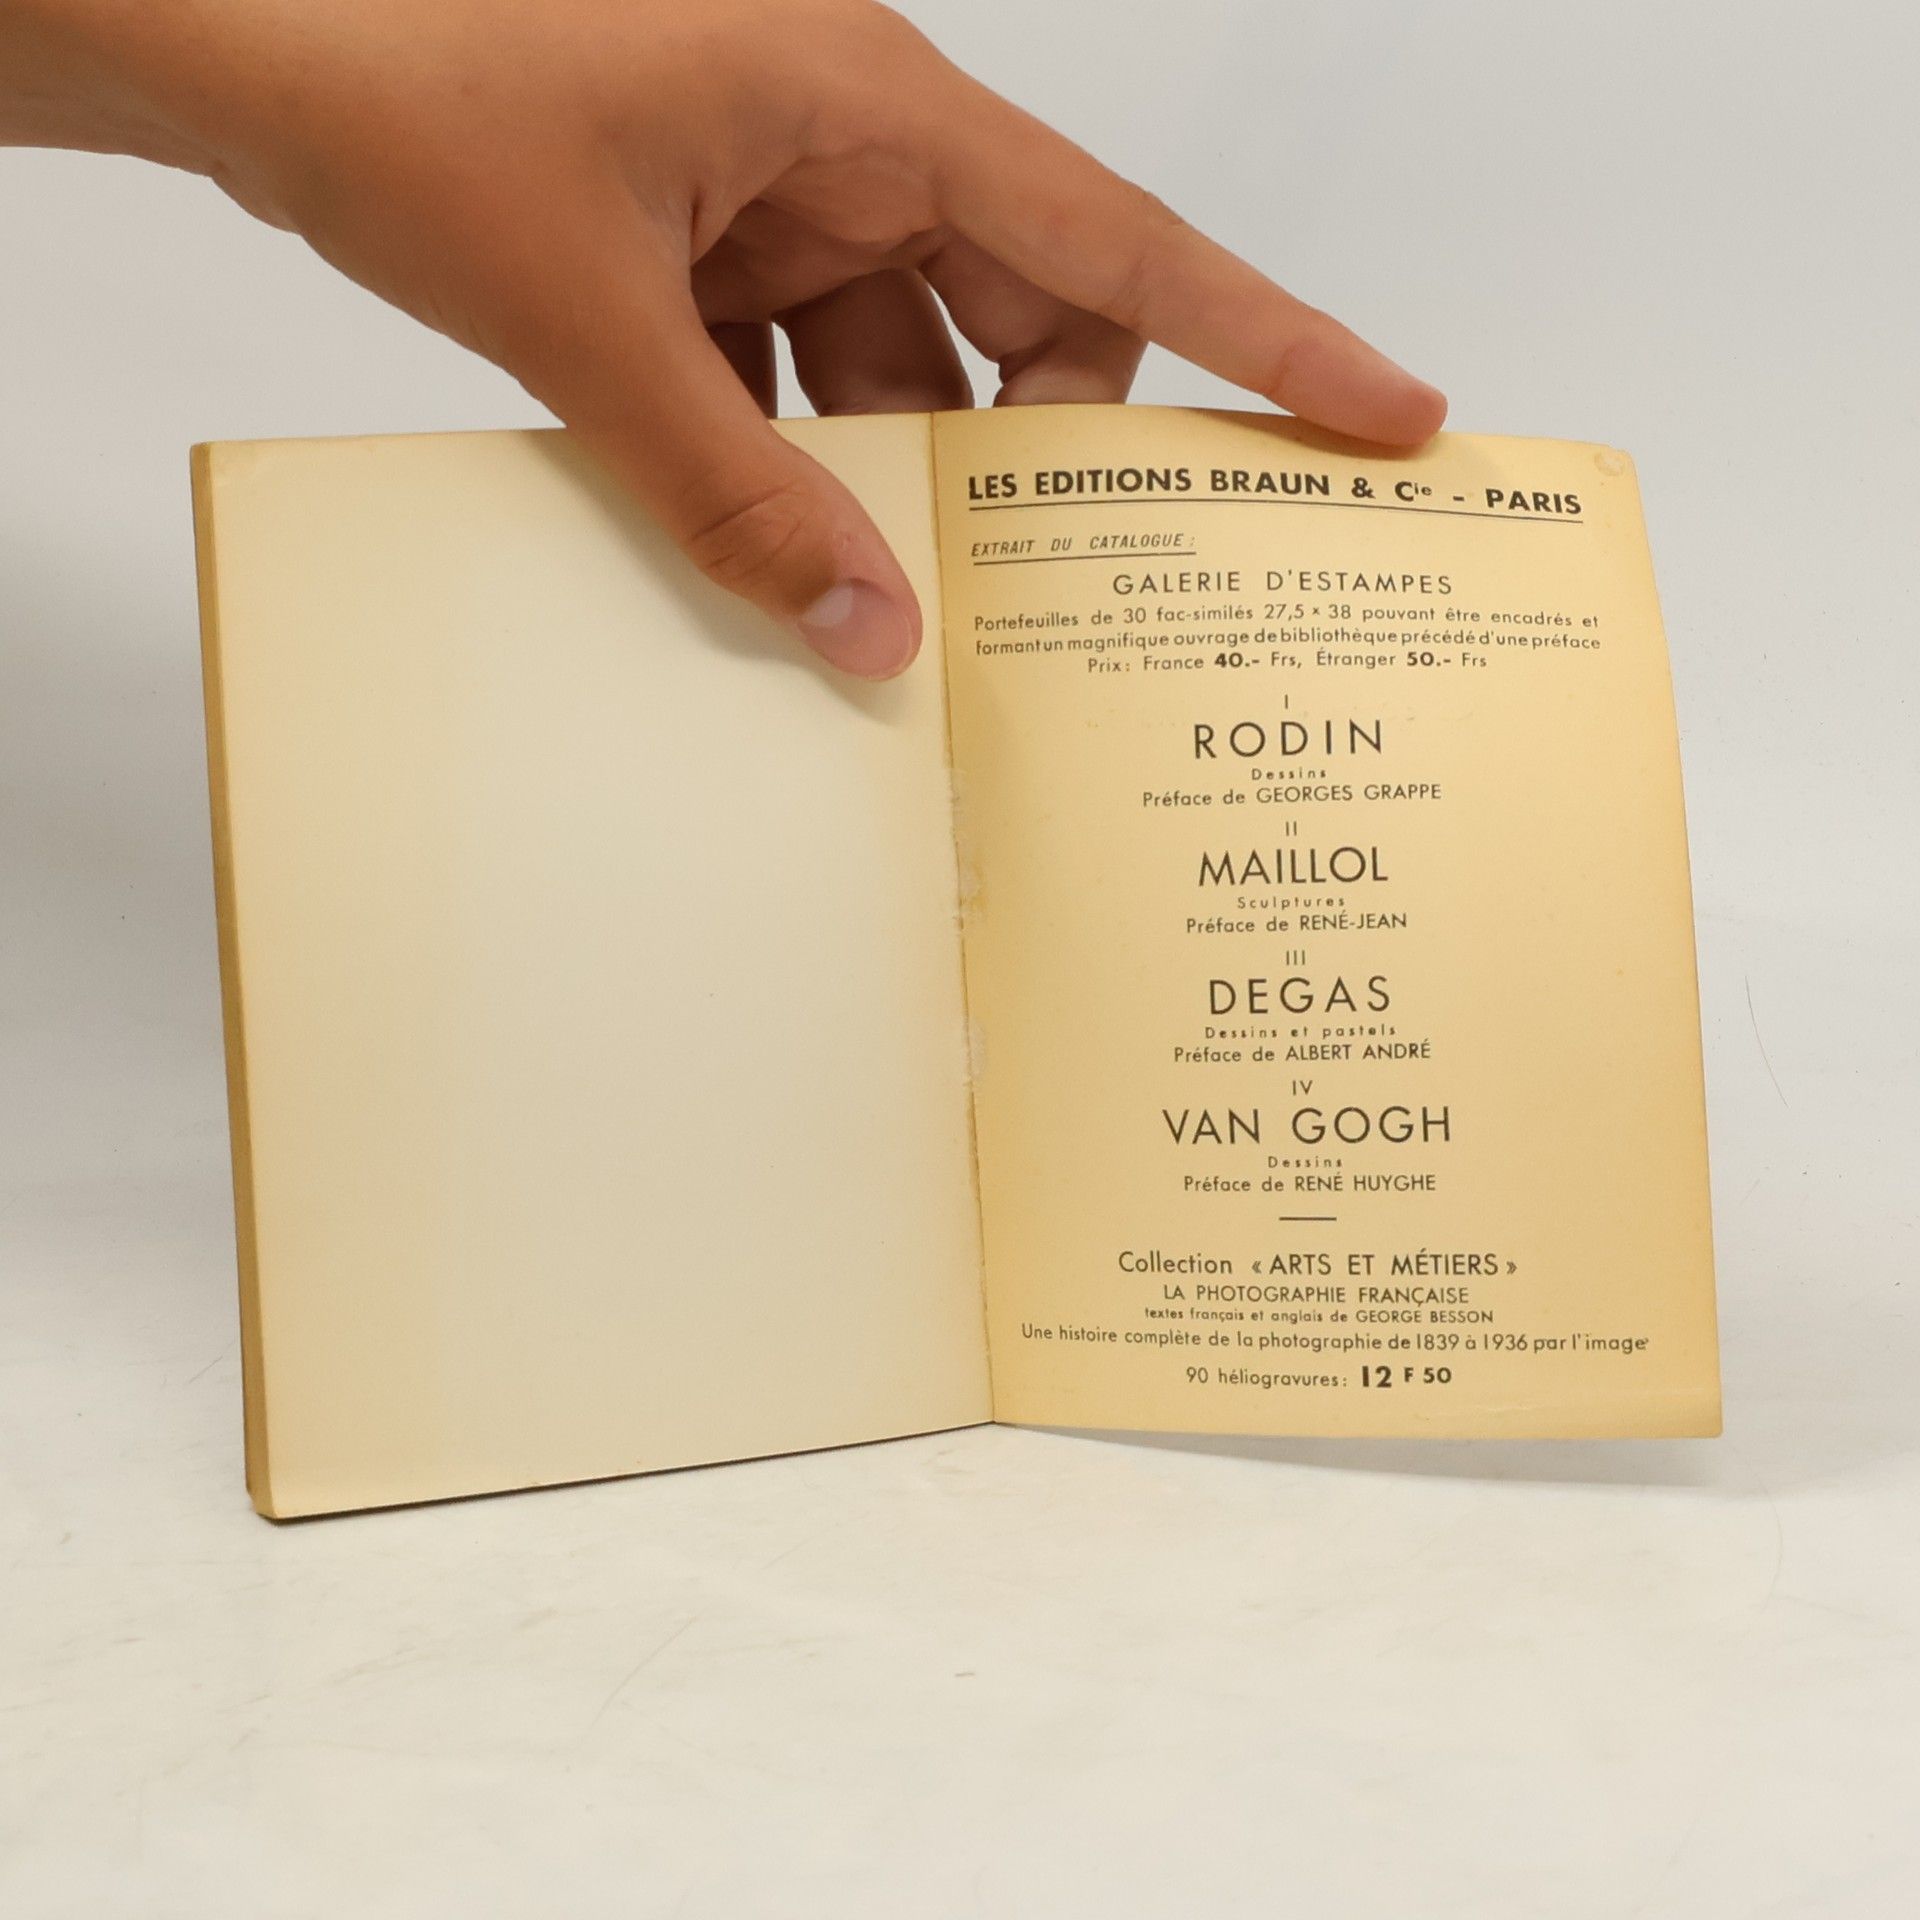 LES EDITIONS BRAUN & Cie - PARIS
EXTRAIT DU CATALOGUE :
GALERIE D'ESTAMPES
Portefeuilles de 30 fac-similés 27,5 × 38 pouvant être encadrés et
formant un magnifique ouvrage de bibliothèque précédé d'une préface
Prix : France 40.- Frs, Étranger 50.- Frs
I
RODIN
Dessins
Préface de GEORGES GRAPPE
II
MAILLOL
Sculptures
Préface de RENÉ-JEAN
III
DEGAS
Dessins et pastels
Préface de ALBERT ANDRÉ
IV
VAN GOGH
Dessins
Préface de RENÉ HUYGHE
Collection « ARTS ET MÉTIERS »
LA PHOTOGRAPHIE FRANÇAISE
textes français et anglais de GEORGE BESSON
Une histoire complète de la photographie de 1839 à 1936 par l'image
90 héliogravures : 12 F 50